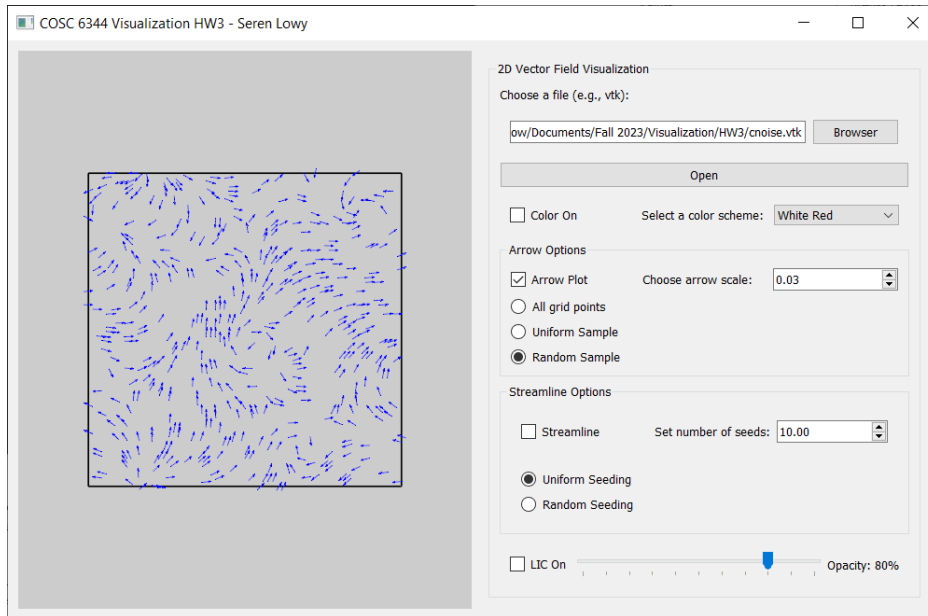 COSC 6344 Visualization HW3 - Seren Lowy
2D Vector Field Visualization
Choose a file (e.g., vtk):
ow/Documents/Fall 2023/Visualization/HW3/cnoise.vtk Browser
Open
Color On Select a color scheme: White Red
Arrow Options
Arrow Plot Choose arrow scale: 0.03
All grid points
Uniform Sample
Random Sample
Streamline Options
Streamline Set number of seeds: 10.00
Uniform Seeding
Random Seeding
LIC On Opacity: 80%